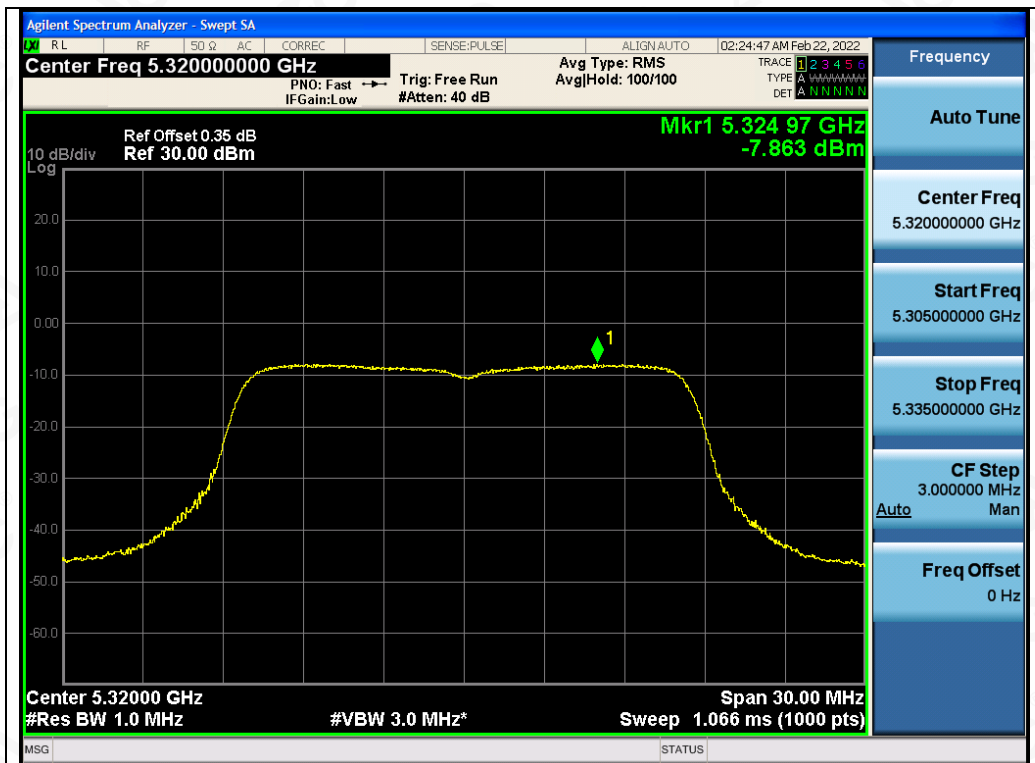 Agilent Spectrum Analyzer - Swept SA
LXI RL RF 50 Ω AC CORREC SENSE:PULSE ALIGN AUTO 02:24:47 AM Feb 22, 2022
Center Freq 5.320000000 GHz
PNO: Fast
IFGain:Low
Trig: Free Run
#Atten: 40 dB
Avg Type: RMS
Avg|Hold: 100/100
TRACE 1 2 3 4 5 6
TYPE A WWWWW
DET A N N N N N
Frequency
Auto Tune
Center Freq
5.320000000 GHz
Start Freq
5.305000000 GHz
Stop Freq
5.335000000 GHz
CF Step
3.000000 MHz
Auto Man
Freq Offset
0 Hz
Mkr1 5.324 97 GHz
-7.863 dBm
Ref Offset 0.35 dB
10 dB/div Ref 30.00 dBm
Log
20.0
10.0
0.00
-10.0
-20.0
-30.0
-40.0
-50.0
-60.0
1
Center 5.32000 GHz Span 30.00 MHz
#Res BW 1.0 MHz #VBW 3.0 MHz* Sweep 1.066 ms (1000 pts)
MSG STATUS